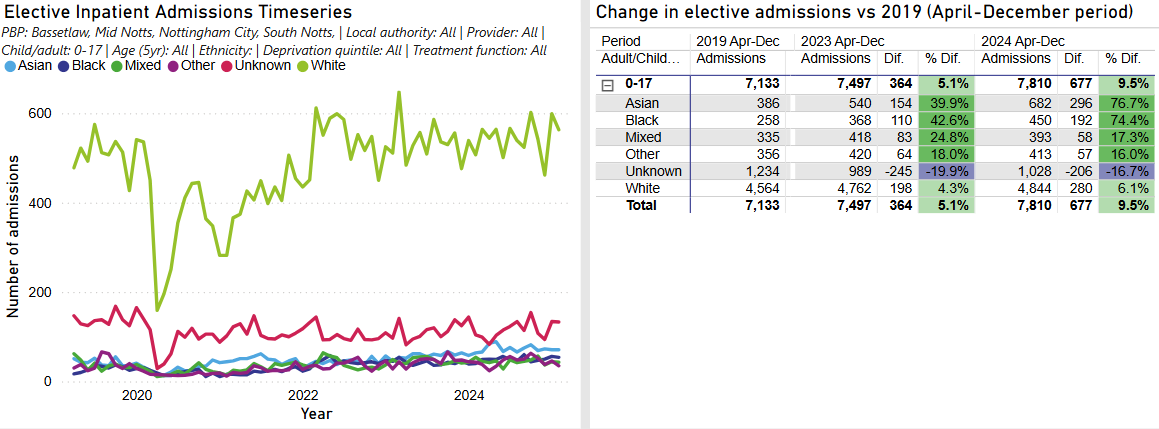 Elective Inpatient Admissions Timeseries
PBP: Bassetlaw, Mid Notts, Nottingham City, South Notts, | Local authority: All | Provider: All |
Child/adult: 0-17 | Age (5yr): All | Ethnicity: | Deprivation quintile: All | Treatment function: All
Asian Black Mixed Other Unknown White
Number of admissions
600
400
200
0
2020 2022 2024
Year
Change in elective admissions vs 2019 (April-December period)
Period 2019 Apr-Dec 2023 Apr-Dec 2024 Apr-Dec
Adult/Child... Admissions Admissions Dif. % Dif. Admissions Dif. % Dif.
0-17 7,133 7,497 364 5.1% 7,810 677 9.5%
Asian 386 540 154 39.9% 682 296 76.7%
Black 258 368 110 42.6% 450 192 74.4%
Mixed 335 418 83 24.8% 393 58 17.3%
Other 356 420 64 18.0% 413 57 16.0%
Unknown 1,234 989 -245 -19.9% 1,028 -206 -16.7%
White 4,564 4,762 198 4.3% 4,844 280 6.1%
Total 7,133 7,497 364 5.1% 7,810 677 9.5%